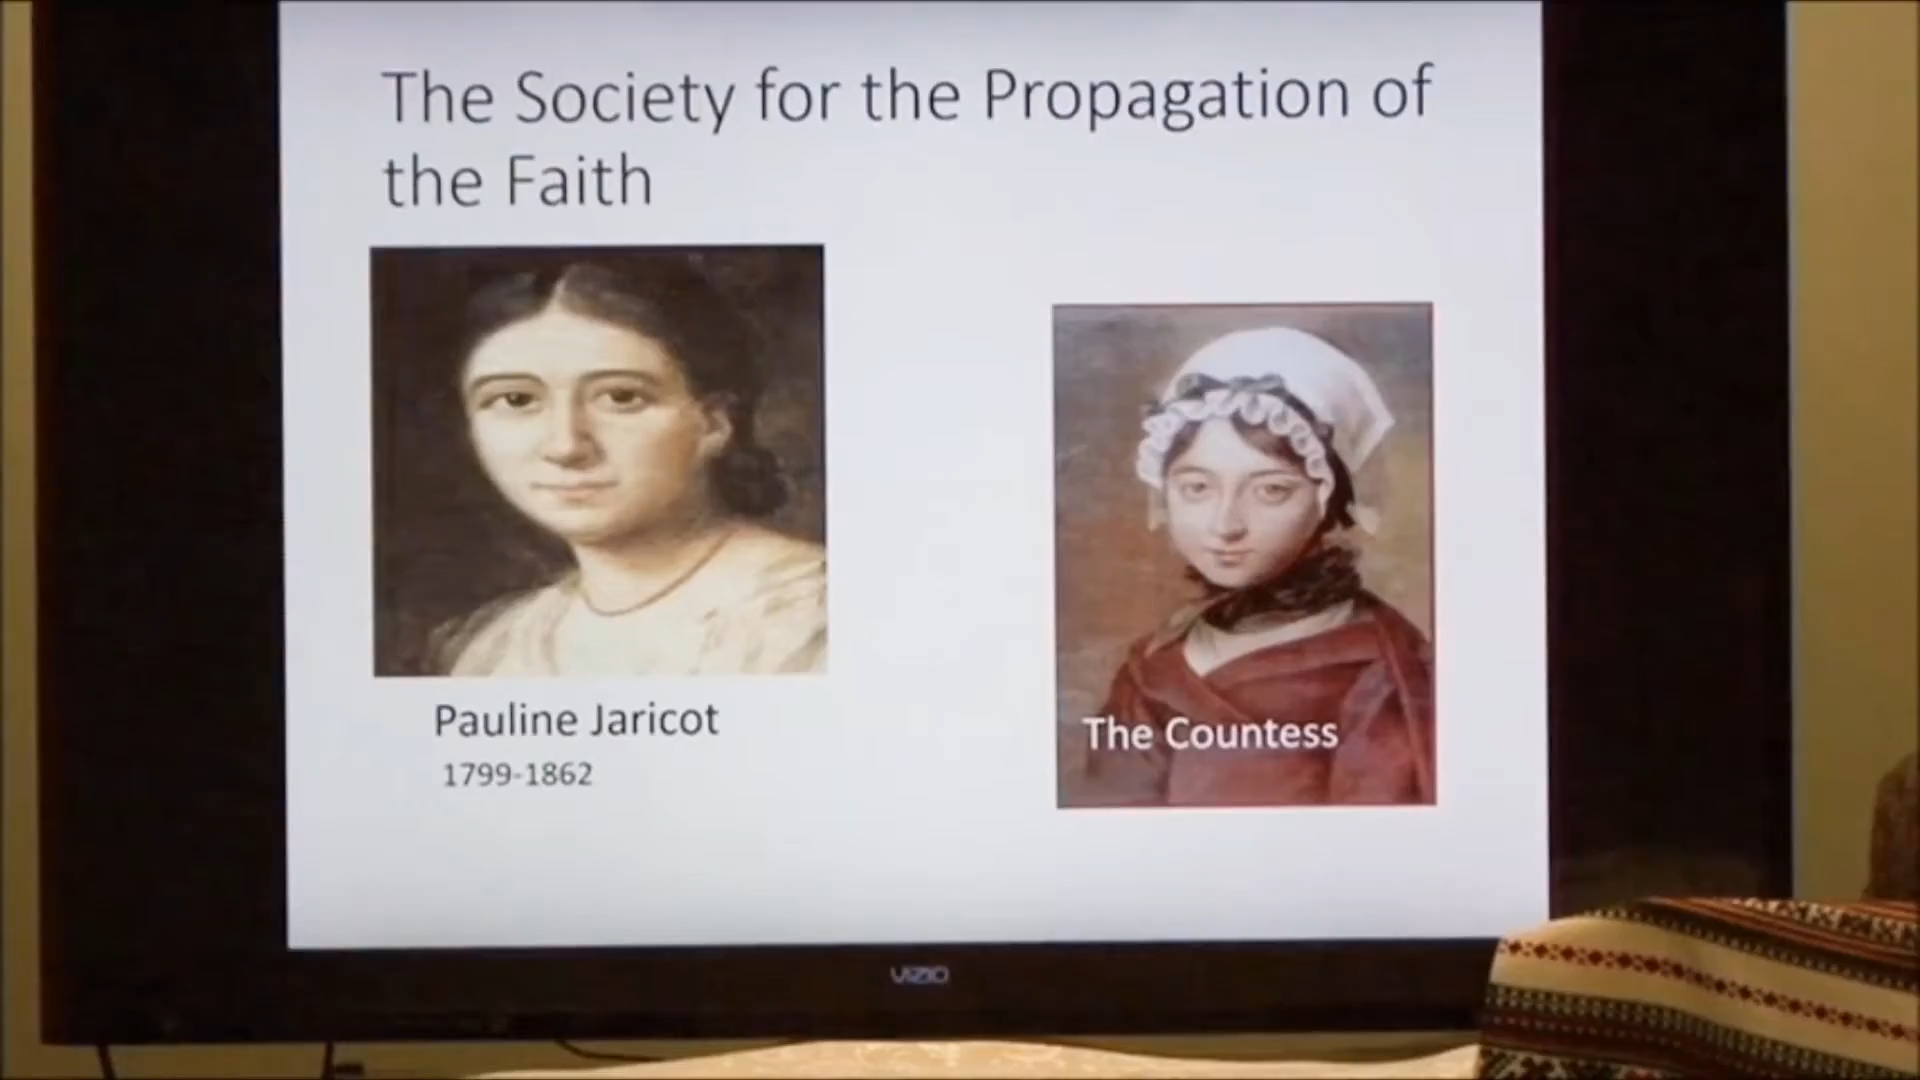 The Society for the Propagation of
the Faith
Pauline Jaricot
1799-1862
The Countess
VIZIO